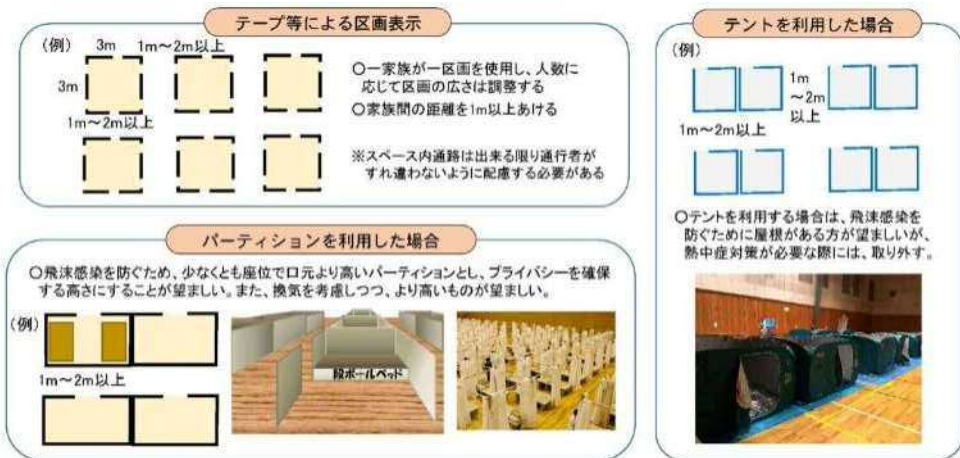 テープ等による区画表示
(例)
3m
1m～2m以上
3m
1m～2m以上
○一家族が一区画を使用し、人数に
応じて区画の広さは調整する
○家族間の距離を1m以上あける
※スペース内通路は出来る限り通行者が
すれ違わないように配慮する必要がある
パーティションを利用した場合
○飛沫感染を防ぐため、少なくとも座位で口元より高いパーティションとし、プライバシーを確保
する高さにすることが望ましい。また、換気を考慮しつつ、より高いものが望ましい。
(例)
1m～2m以上
段ボールベッド
テントを利用した場合
(例)
1m
～2m
以上
1m～2m以上
○テントを利用する場合は、飛沫感染を
防ぐために屋根がある方が望ましいが、
熱中症対策が必要な際には、取り外す。